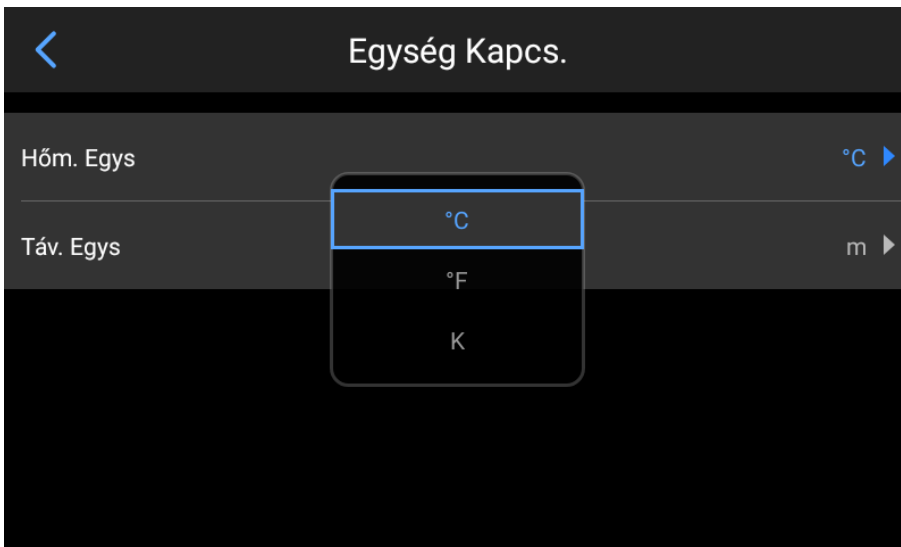 Egység Kapcs.
Hőm. Egys °C
Táv. Egys m
°C
°F
K